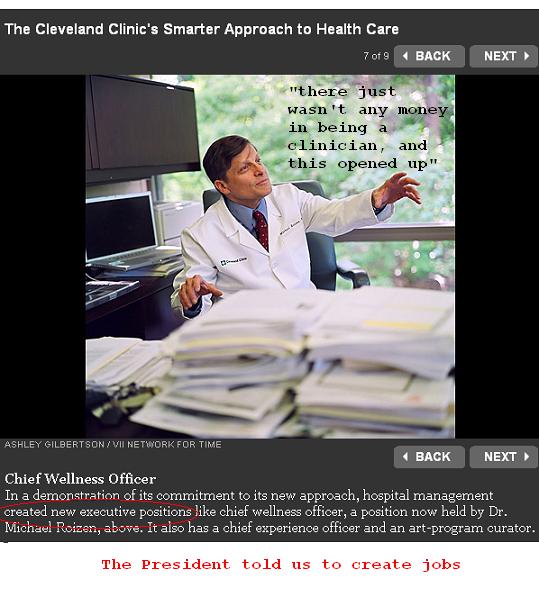 The Cleveland Clinic's Smarter Approach to Health Care
7 of 9 BACK NEXT
"there just
wasn't any money
in being a
clinician, and
this opened up"
Cleveland Clinic
ASHLEY GILBERTSON / VII NETWORK FOR TIME
BACK NEXT
Chief Wellness Officer
In a demonstration of its commitment to its new approach, hospital management
created new executive positions like chief wellness officer, a position now held by Dr.
Michael Roizen, above. It also has a chief experience officer and an art-program curator.
The President told us to create jobs